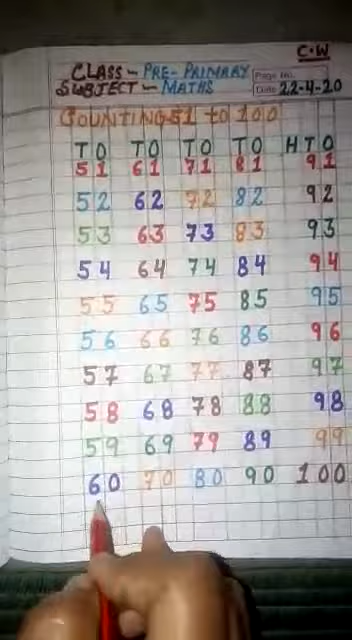 C.W
CLASS - PRE-PRIMARY
Page No.
SUBJECT - MATHS
Date 22-4-20
COUNTING 51 to 100
T O T O T O T O H T O
51 61 71 81 91
52 62 72 82 92
53 63 73 83 93
54 64 74 84 94
55 65 75 85 95
56 66 76 86 96
57 67 77 87 97
58 68 78 88 98
59 69 79 89 99
60 70 80 90 100